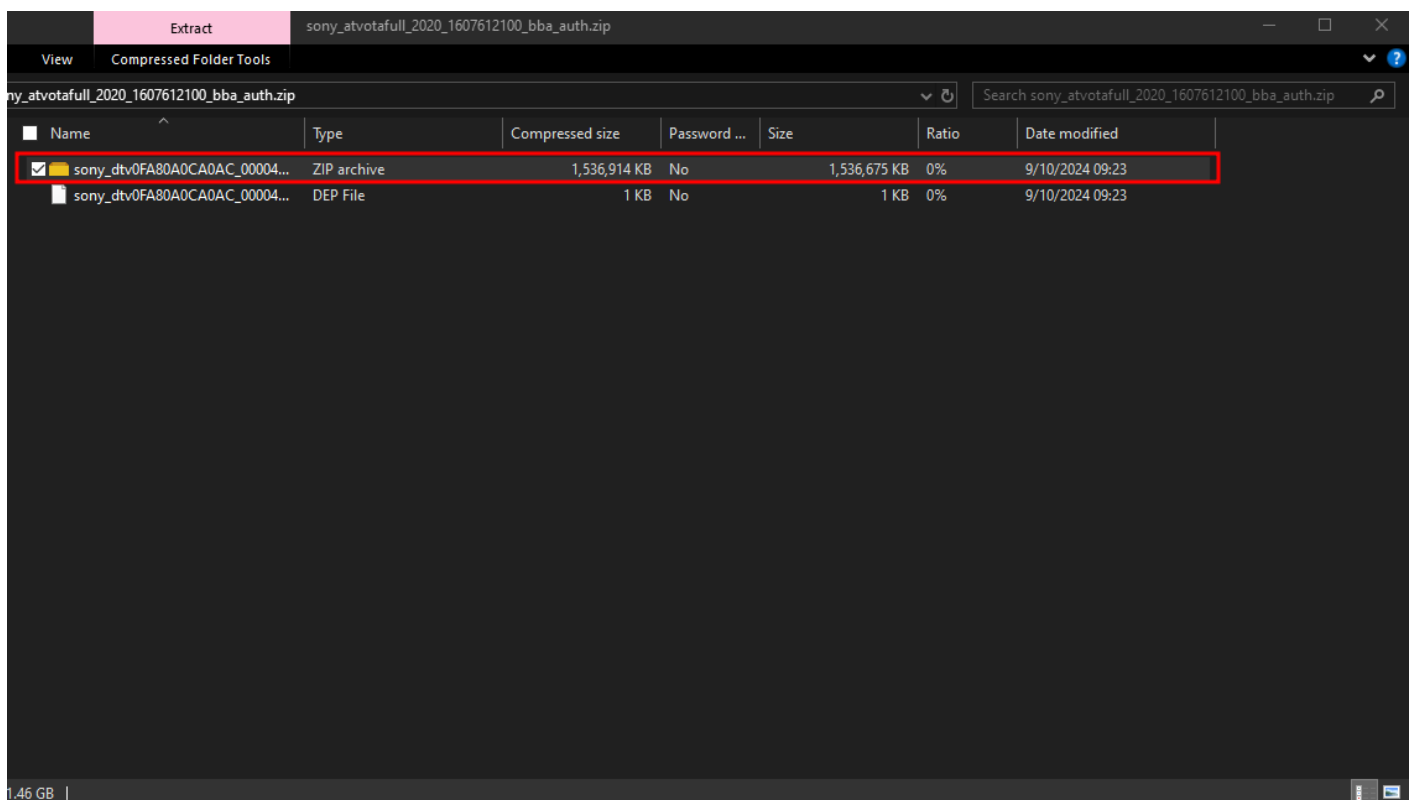 Extract sony_atvotafull_2020_1607612100_bba_auth.zip
View Compressed Folder Tools ?
ny_atvotafull_2020_1607612100_bba_auth.zip Search sony_atvotafull_2020_1607612100_bba_auth.zip
Name Type Compressed size Password ... Size Ratio Date modified
sony_dtv0FA80A0CA0AC_00004... ZIP archive 1,536,914 KB No 1,536,675 KB 0% 9/10/2024 09:23
sony_dtv0FA80A0CA0AC_00004... DEP File 1 KB No 1 KB 0% 9/10/2024 09:23
1.46 GB